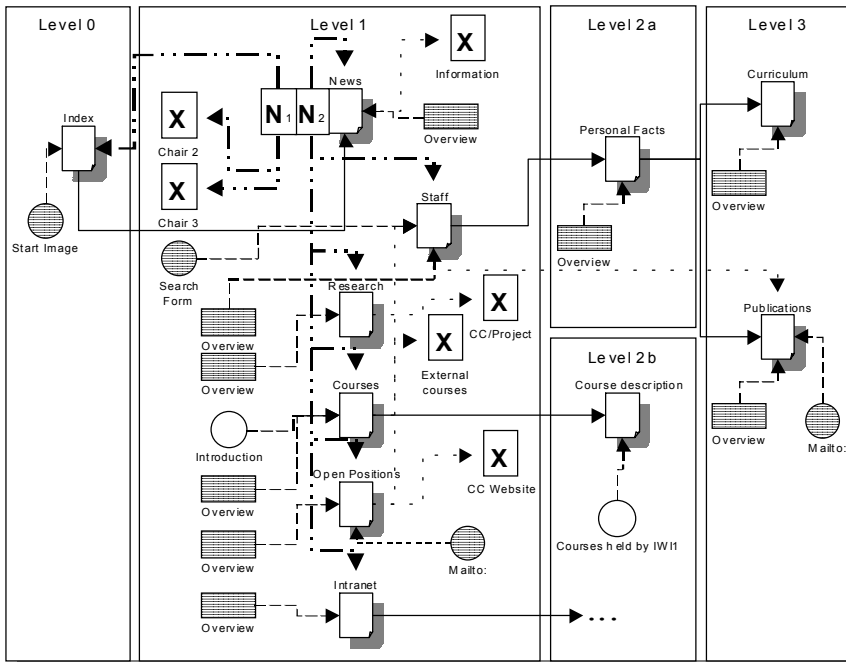 Level 0
Level 1
Level 2a
Level 3
Index
Start Image
News
N1 N2
X
Information
Overview
X
Chair 2
X
Chair 3
Staff
Search
Form
Overview
Research
Overview
X
CC/Project
X
External
courses
Courses
Introduction
Overview
Open Positions
Overview
X
CC Website
Mailto:
Intranet
Overview
Personal Facts
Overview
Level 2b
Course description
Courses held by IWI1
...
Curriculum
Overview
Publications
Overview
Mailto: